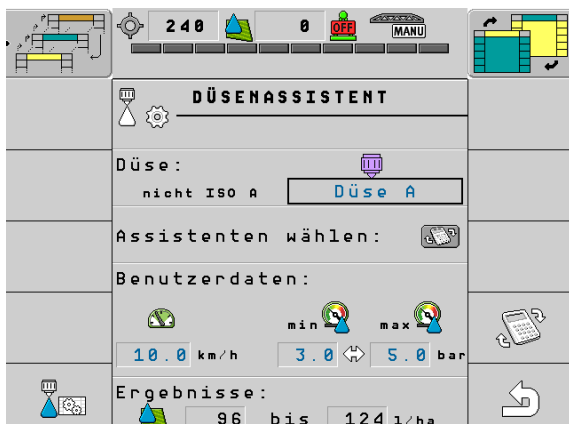 240 0 OFF MANU
DÜSENASSISTENT
Düse:
nicht ISO A Düse A
Assistenten wählen:
Benutzerdaten:
min max
10.0 km/h 3.0 5.0 bar
Ergebnisse:
96 bis 124 l/ha